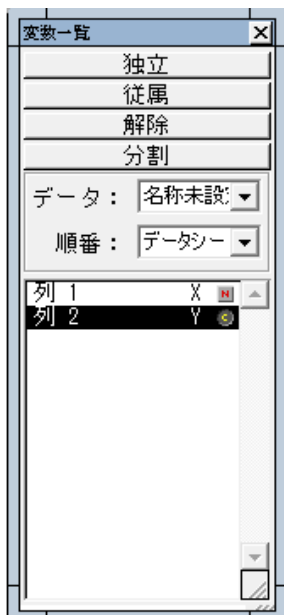 変数一覧
独立
従属
解除
分割
データ： 名称未設
順番： データシー
列 1 X N
列 2 Y C